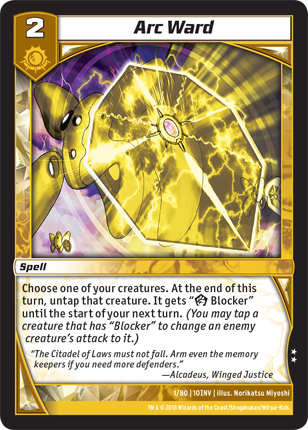 2
Arc Ward
Spell
Choose one of your creatures. At the end of this
turn, untap that creature. It gets “ Blocker”
until the start of your next turn. (You may tap a
creature that has “Blocker” to change an enemy
creature’s attack to it.)
“The Citadel of Laws must not fall. Arm even the memory
keepers if you need more defenders.”
—Alcadeus, Winged Justice
1/80 | 10INV | illus. Norikatsu Miyoshi
TM & © 2013 Wizards of the Coast/Shogakukan/Mitsui-Kids.